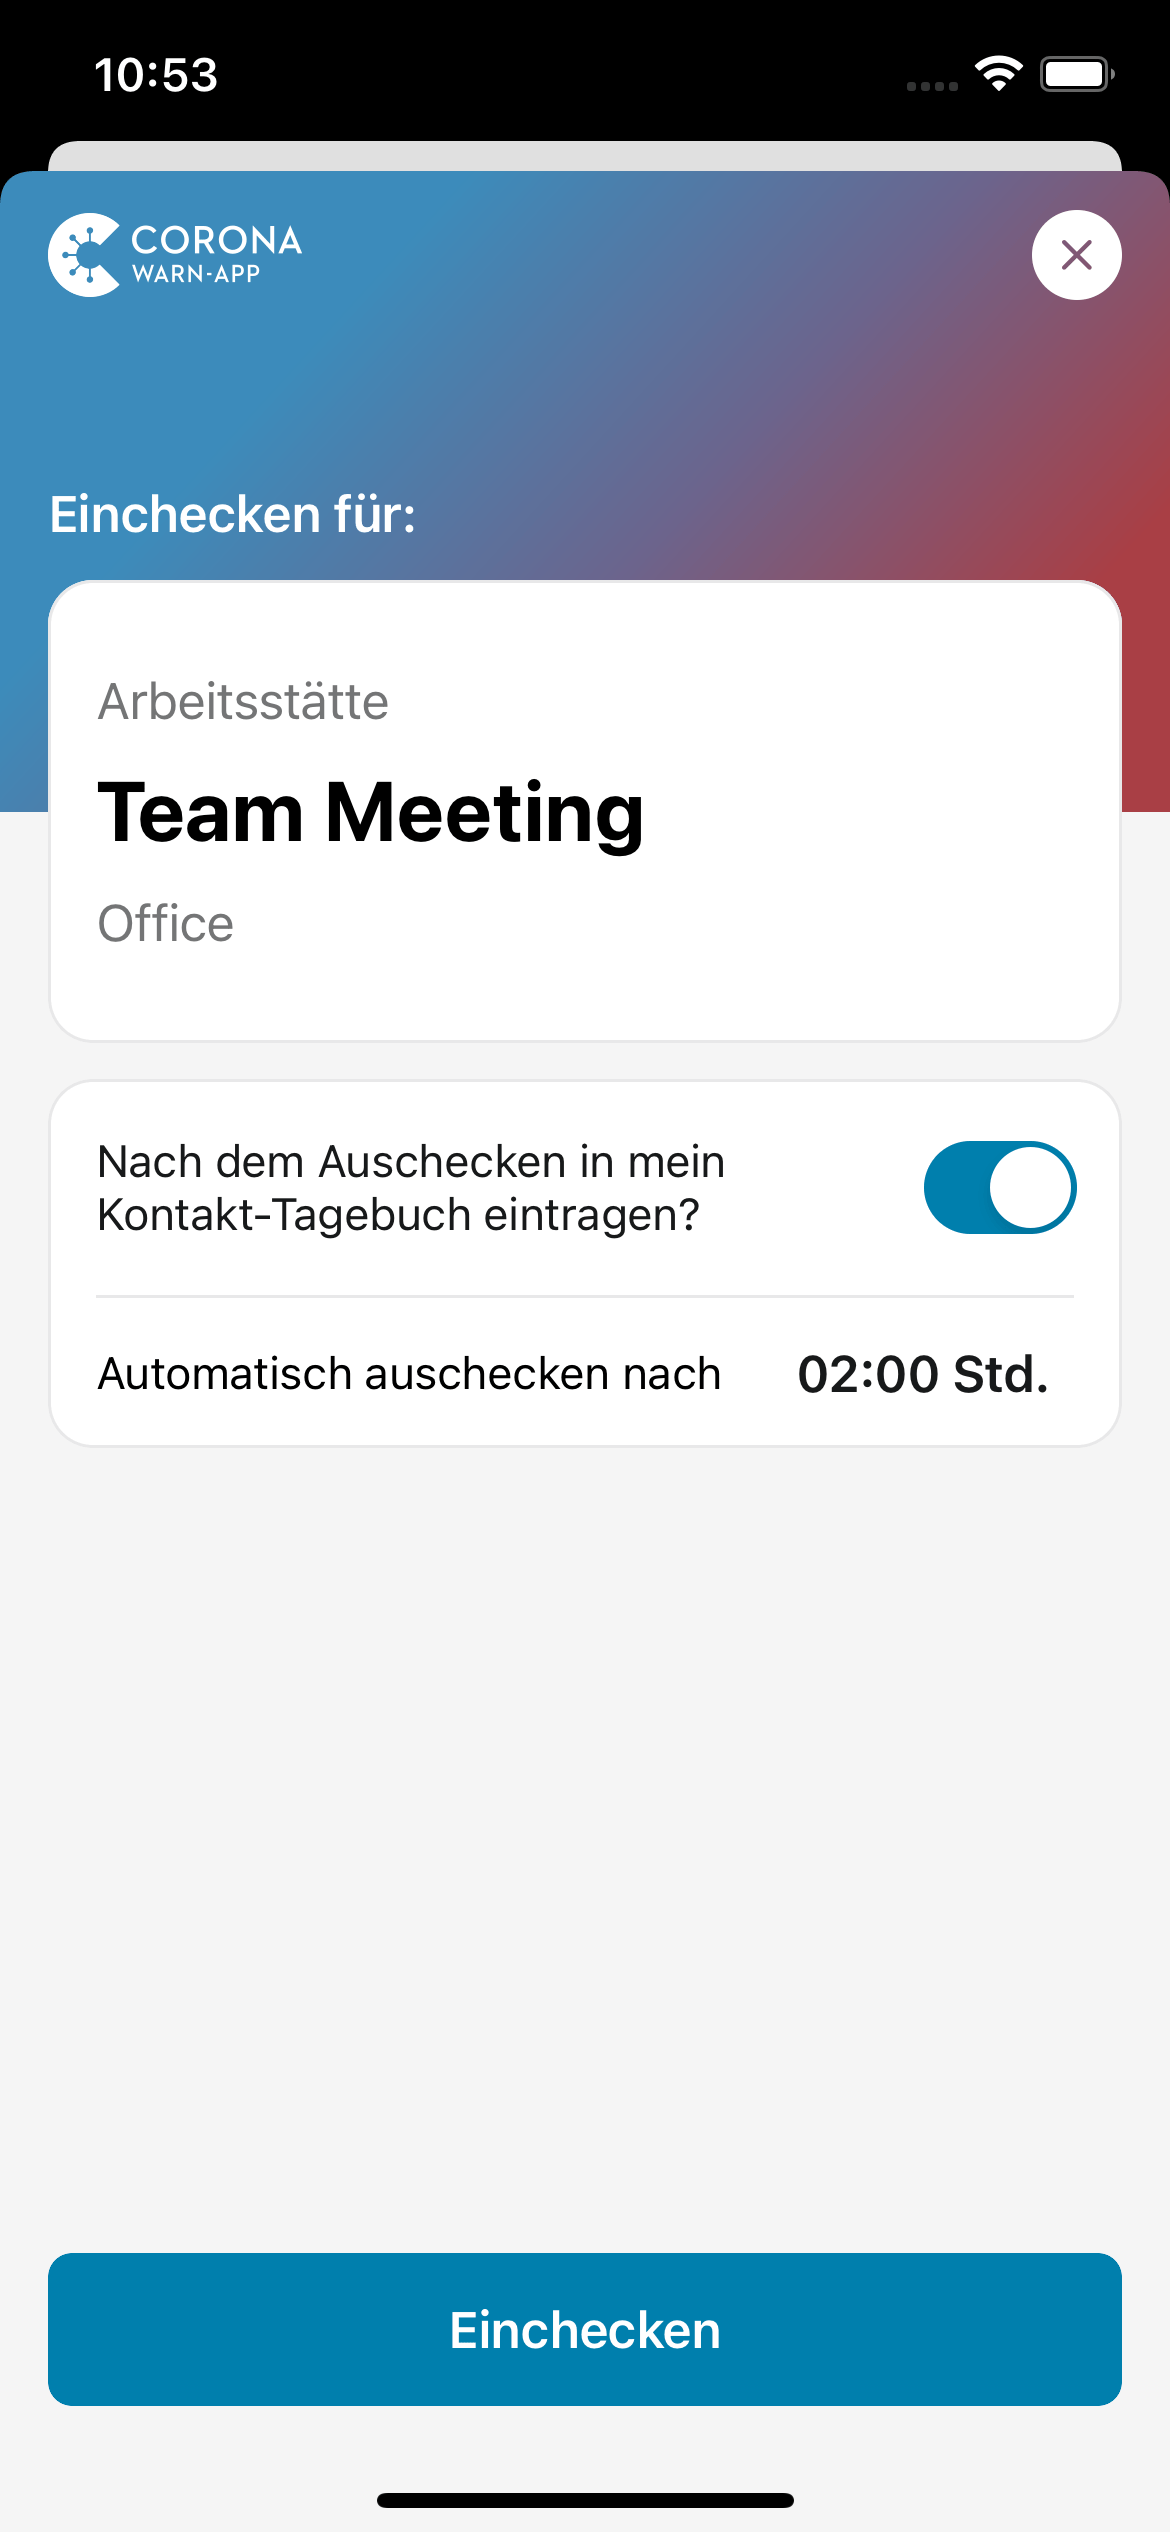 10:53
CORONA
WARN-APP
Einchecken für:
Arbeitsstätte
Team Meeting
Office
Nach dem Auschecken in mein
Kontakt-Tagebuch eintragen?
Automatisch auschecken nach 02:00 Std.
Einchecken